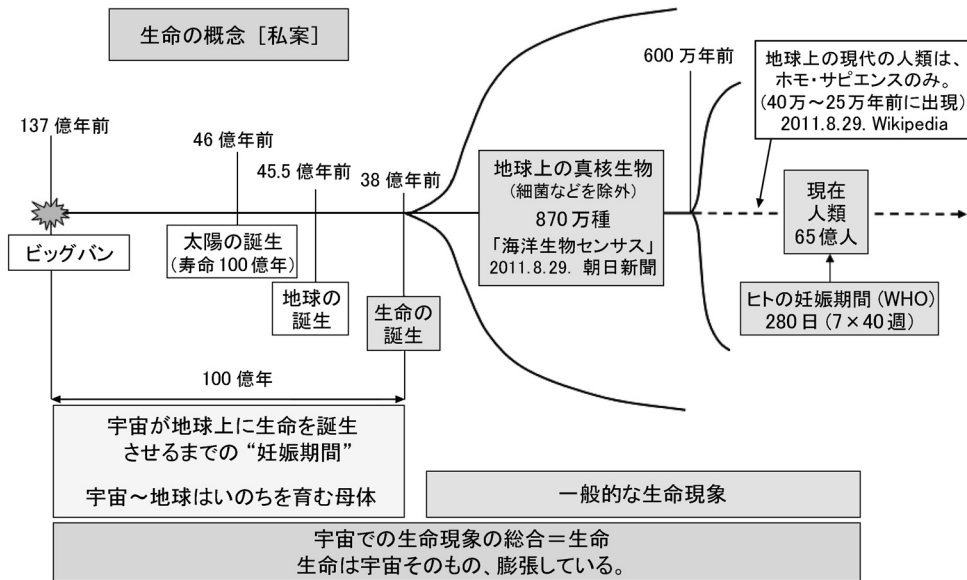 生命の概念［私案］
137 億年前
ビッグバン
46 億年前
太陽の誕生
（寿命100億年）
45.5 億年前
地球の
誕生
38 億年前
生命の
誕生
地球上の真核生物
（細菌などを除外）
870 万種
「海洋生物センサス」
2011.8.29. 朝日新聞
600 万年前
地球上の現代の人類は、
ホモ・サピエンスのみ。
（40万～25万年前に出現）
2011.8.29. Wikipedia
現在
人類
65億人
ヒトの妊娠期間（WHO）
280日（7×40週）
100 億年
宇宙が地球上に生命を誕生
させるまでの “妊娠期間”
宇宙～地球はいのちを育む母体
一般的な生命現象
宇宙での生命現象の総合＝生命
生命は宇宙そのもの、膨張している。